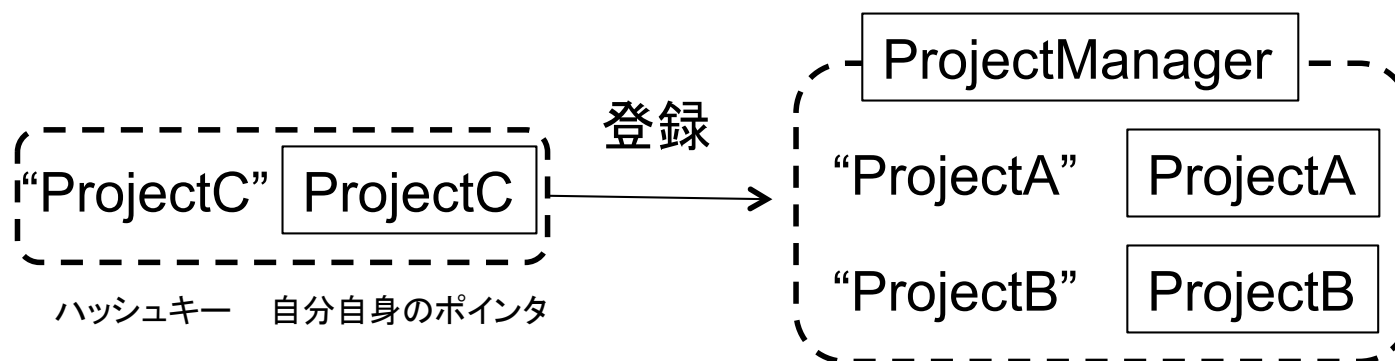 ProjectManager
登録
“ProjectC” ProjectC
“ProjectA” ProjectA
“ProjectB” ProjectB
ハッシュキー 自分自身のポインタ